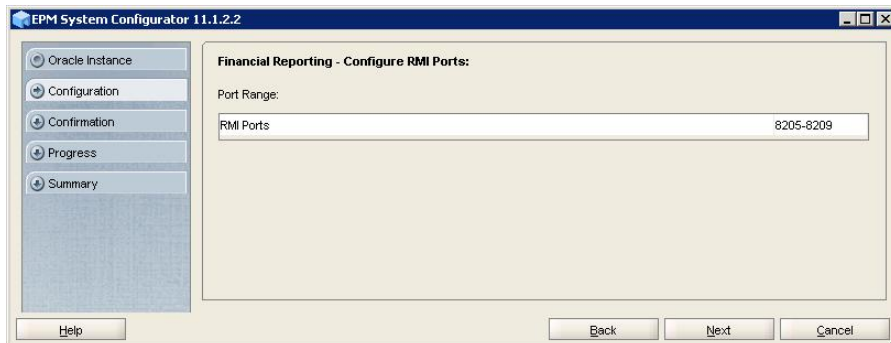 EPM System Configurator 11.1.2.2
Oracle Instance
Configuration
Confirmation
Progress
Summary
Financial Reporting - Configure RMI Ports:
Port Range:
RMI Ports 8205-8209
Help Back Next Cancel